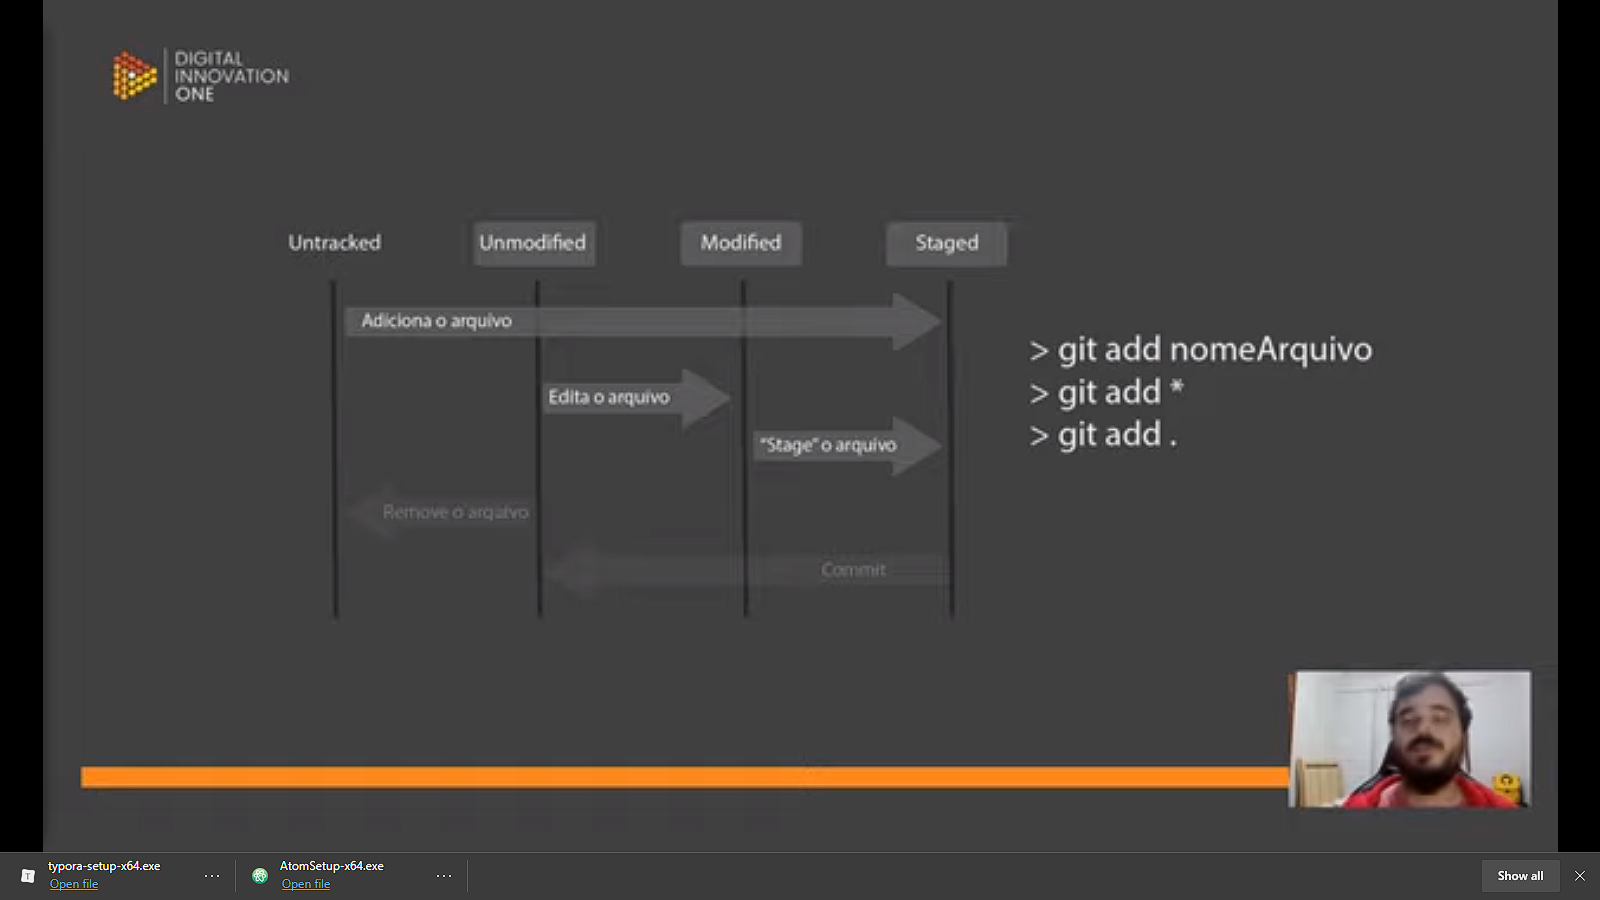 DIGITAL
INNOVATION
ONE
Untracked
Unmodified
Modified
Staged
Adiciona o arquivo
Edita o arquivo
"Stage" o arquivo
Remove o arquivo
Commit
> git add nomeArquivo
> git add *
> git add .
typora-setup-x64.exe
Open file
AtomSetup-x64.exe
Open file
Show all